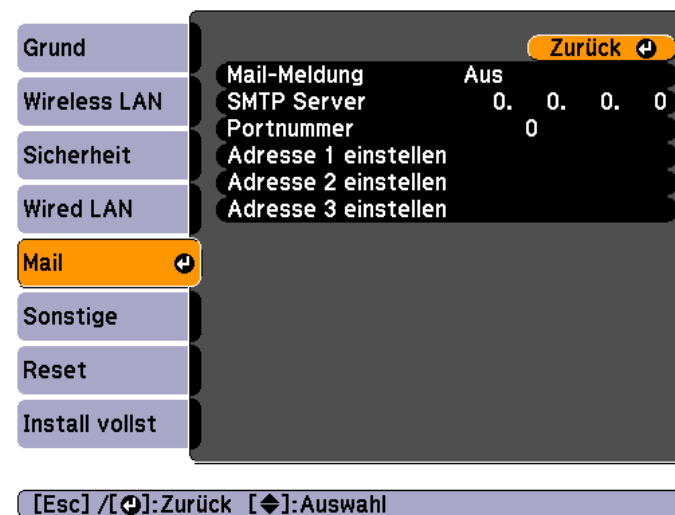 Grund
Wireless LAN
Sicherheit
Wired LAN
Mail
Sonstige
Reset
Install vollst
Zurück
Mail-Meldung Aus
SMTP Server 0. 0. 0. 0
Portnummer 0
Adresse 1 einstellen
Adresse 2 einstellen
Adresse 3 einstellen
[Esc] /[⏎]:Zurück [◆]:Auswahl